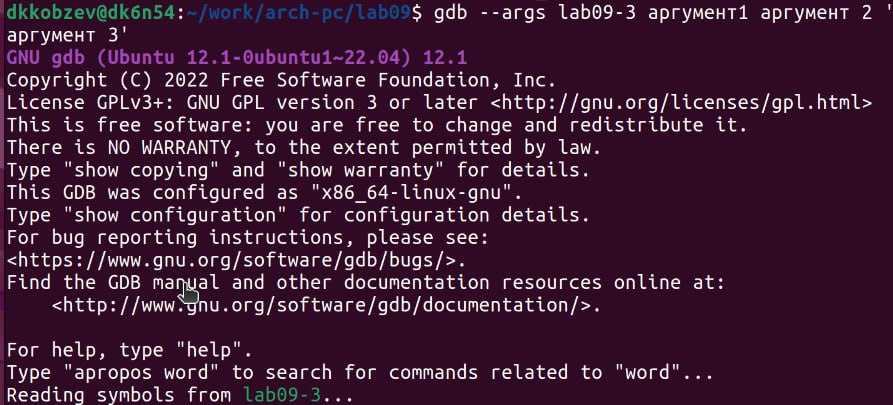 dkkobzev@dk6n54:~/work/arch-pc/lab09$ gdb --args lab09-3 аргумент1 аргумент 2 '
аргумент 3'
GNU gdb (Ubuntu 12.1-0ubuntu1~22.04) 12.1
Copyright (C) 2022 Free Software Foundation, Inc.
License GPLv3+: GNU GPL version 3 or later <http://gnu.org/licenses/gpl.html>
This is free software: you are free to change and redistribute it.
There is NO WARRANTY, to the extent permitted by law.
Type "show copying" and "show warranty" for details.
This GDB was configured as "x86_64-linux-gnu".
Type "show configuration" for configuration details.
For bug reporting instructions, please see:
<https://www.gnu.org/software/gdb/bugs/>.
Find the GDB manual and other documentation resources online at:
    <http://www.gnu.org/software/gdb/documentation/>.

For help, type "help".
Type "apropos word" to search for commands related to "word"...
Reading symbols from lab09-3...